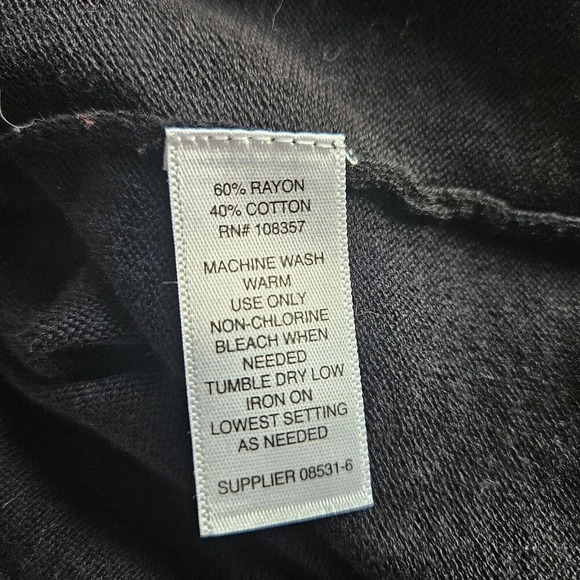 60% RAYON
40% COTTON
RN# 108357
MACHINE WASH
WARM
USE ONLY
NON-CHLORINE
BLEACH WHEN
NEEDED
TUMBLE DRY LOW
IRON ON
LOWEST SETTING
AS NEEDED
SUPPLIER 08531-6